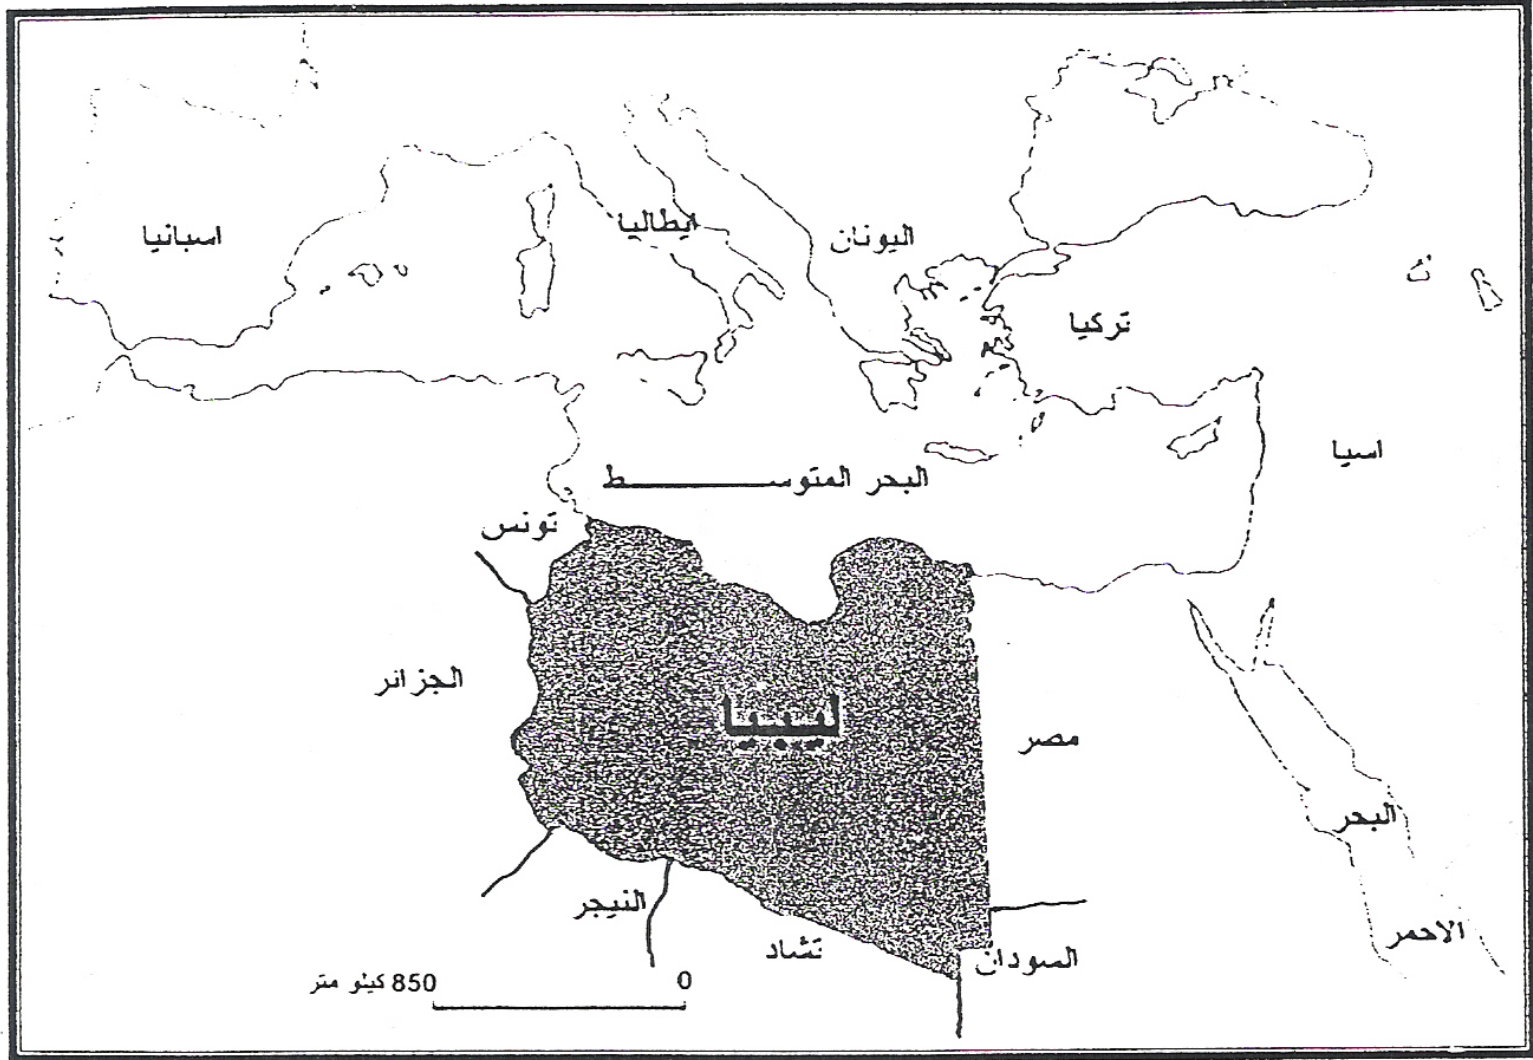 اسبانيا
ايطاليا
اليونان
تركيا
اسيا
البحر المتوســـــــط
تونس
الجزائر
ليبيا
مصر
البحر
الاحمر
النيجر
تشاد
السودان
850 كيلو متر
0